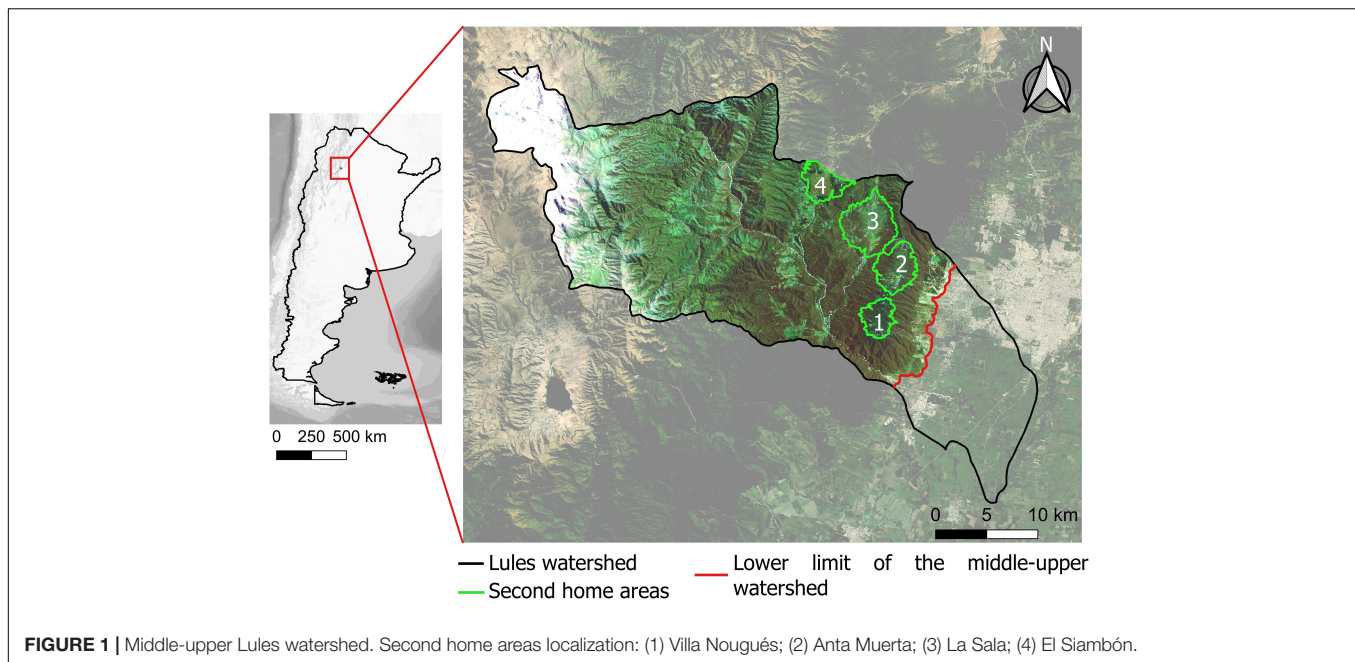 N
4
3
2
1
0 250 500 km
0 5 10 km
Lules watershed
Second home areas
Lower limit of the middle-upper
watershed
FIGURE 1 | Middle-upper Lules watershed. Second home areas localization: (1) Villa Nougués; (2) Anta Muerta; (3) La Sala; (4) El Siambón.